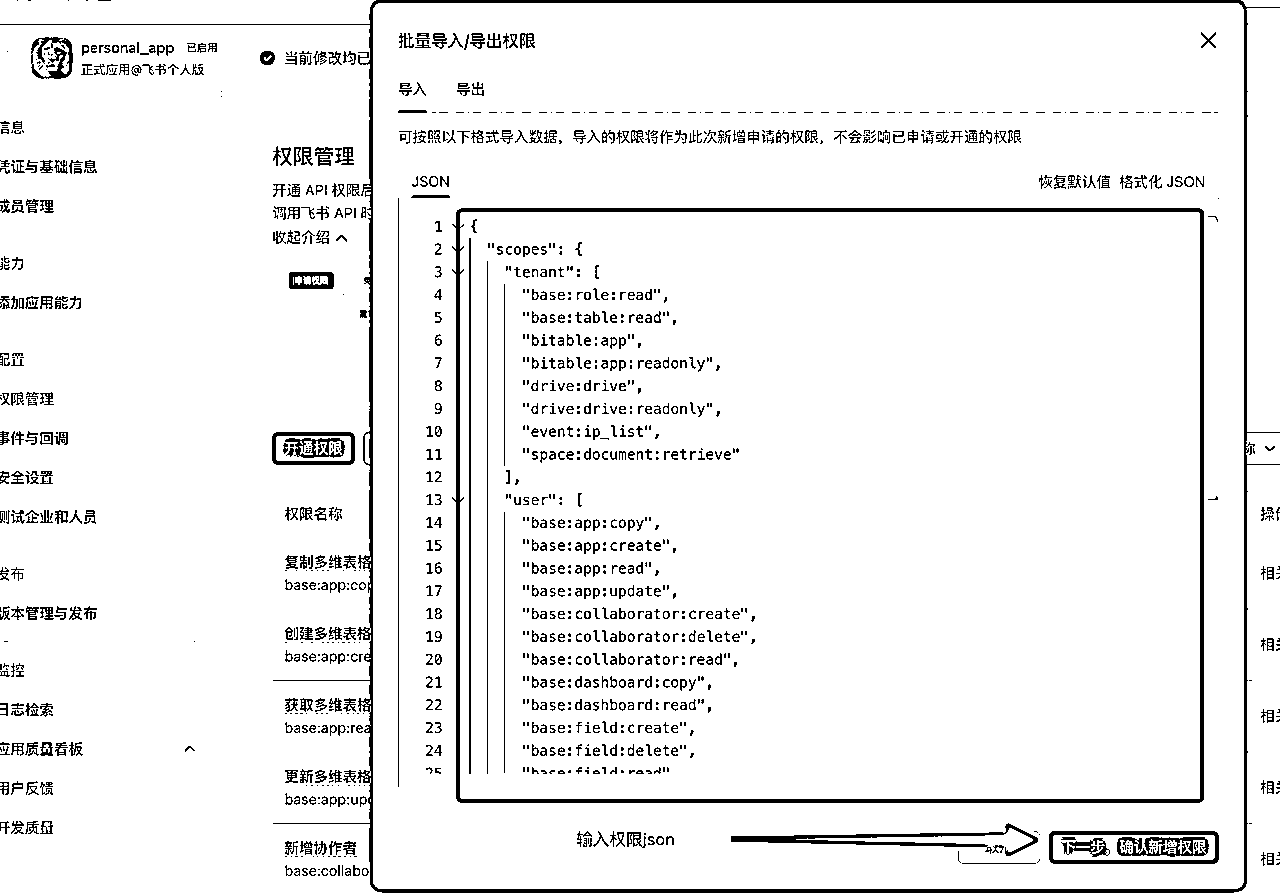 personal_app 已启用
正式应用@飞书个人版
当前修改均已
信息
凭证与基础信息
成员管理
能力
添加应用能力
配置
权限管理
事件与回调
安全设置
测试企业和人员
发布
版本管理与发布
监控
日志检索
应用质量看板
用户反馈
开发质量
权限管理
开通 API 权限后
调用飞书 API 时
收起介绍
申请权限
开通权限
权限名称
复制多维表格
base:app:cop
创建多维表格
base:app:cre
获取多维表格
base:app:rea
更新多维表格
base:app:upd
新增协作者
base:collabo
批量导入/导出权限
导入 导出
可按照以下格式导入数据，导入的权限将作为此次新增申请的权限，不会影响已申请或开通的权限
JSON
恢复默认值 格式化 JSON
1 {
2 "scopes": {
3 "tenant": [
4 "base:role:read",
5 "base:table:read",
6 "bitable:app",
7 "bitable:app:readonly",
8 "drive:drive",
9 "drive:drive:readonly",
10 "event:ip_list",
11 "space:document:retrieve"
12 ],
13 "user": [
14 "base:app:copy",
15 "base:app:create",
16 "base:app:read",
17 "base:app:update",
18 "base:collaborator:create",
19 "base:collaborator:delete",
20 "base:collaborator:read",
21 "base:dashboard:copy",
22 "base:dashboard:read",
23 "base:field:create",
24 "base:field:delete",
25 "base:field:read"
输入权限json
下一步，确认新增权限
称
操作
相关
相关
相关
相关
相关